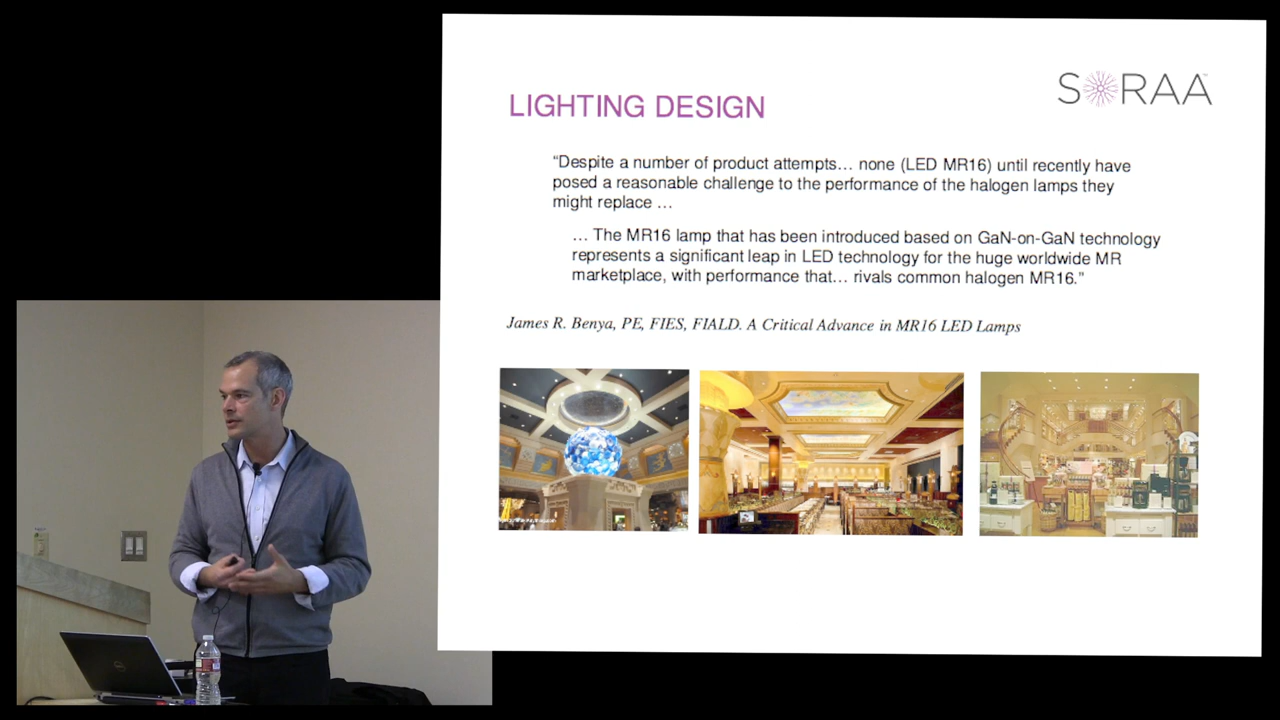 SORAA
LIGHTING DESIGN
“Despite a number of product attempts… none (LED MR16) until recently have
posed a reasonable challenge to the performance of the halogen lamps they
might replace …
… The MR16 lamp that has been introduced based on GaN-on-GaN technology
represents a significant leap in LED technology for the huge worldwide MR
marketplace, with performance that… rivals common halogen MR16.”
James R. Benya, PE, FIES, FIALD. A Critical Advance in MR16 LED Lamps
DELL